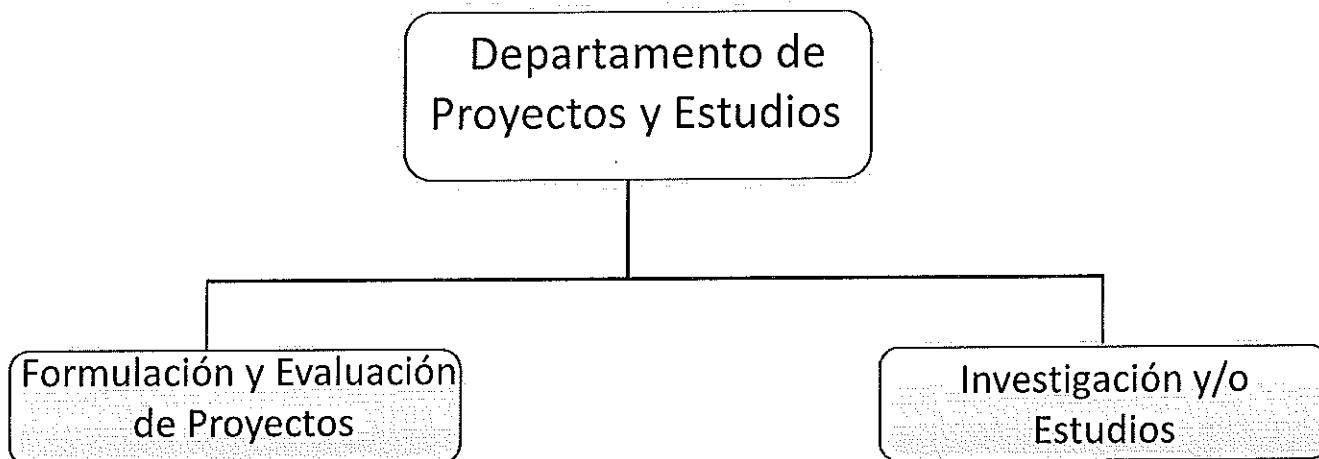 Departamento de
Proyectos y Estudios
Formulación y Evaluación
de Proyectos
Investigación y/o
Estudios